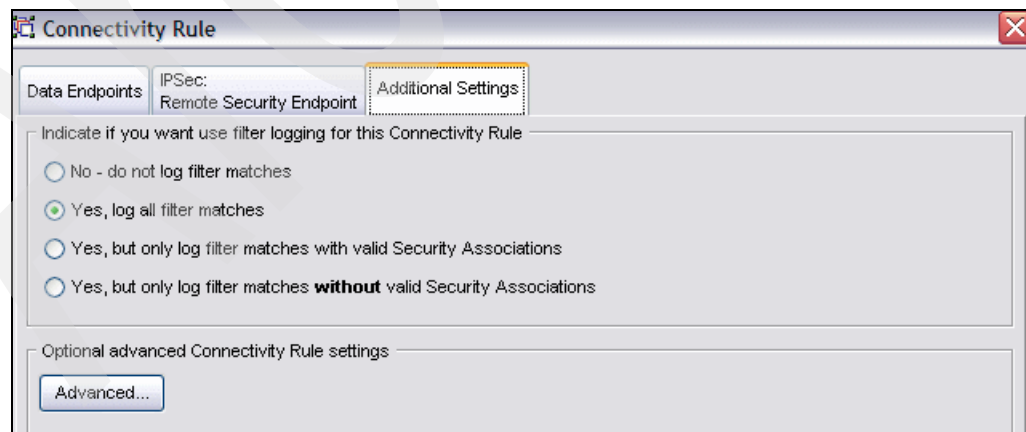 Connectivity Rule
Data Endpoints
IPSec:
Remote Security Endpoint
Additional Settings
Indicate if you want use filter logging for this Connectivity Rule
No - do not log filter matches
Yes, log all filter matches
Yes, but only log filter matches with valid Security Associations
Yes, but only log filter matches without valid Security Associations
Optional advanced Connectivity Rule settings
Advanced...